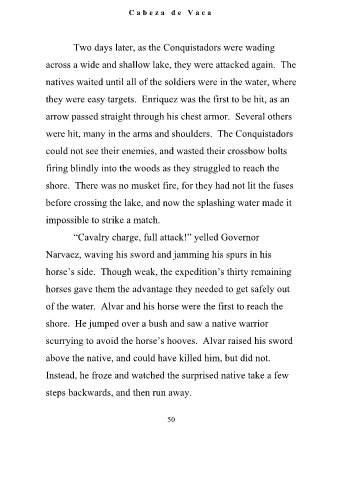 Cabeza de Vaca
Two days later, as the Conquistadors were wading
across a wide and shallow lake, they were attacked again. The
natives waited until all of the soldiers were in the water, where
they were easy targets. Enriquez was the first to be hit, as an
arrow passed straight through his chest armor. Several others
were hit, many in the arms and shoulders. The Conquistadors
could not see their enemies, and wasted their crossbow bolts
firing blindly into the woods as they struggled to reach the
shore. There was no musket fire, for they had not lit the fuses
before crossing the lake, and now the splashing water made it
impossible to strike a match.
“Cavalry charge, full attack!” yelled Governor
Narvaez, waving his sword and jamming his spurs in his
horse’s side. Though weak, the expedition’s thirty remaining
horses gave them the advantage they needed to get safely out
of the water. Alvar and his horse were the first to reach the
shore. He jumped over a bush and saw a native warrior
scurrying to avoid the horse’s hooves. Alvar raised his sword
above the native, and could have killed him, but did not.
Instead, he froze and watched the surprised native take a few
steps backwards, and then run away.
50